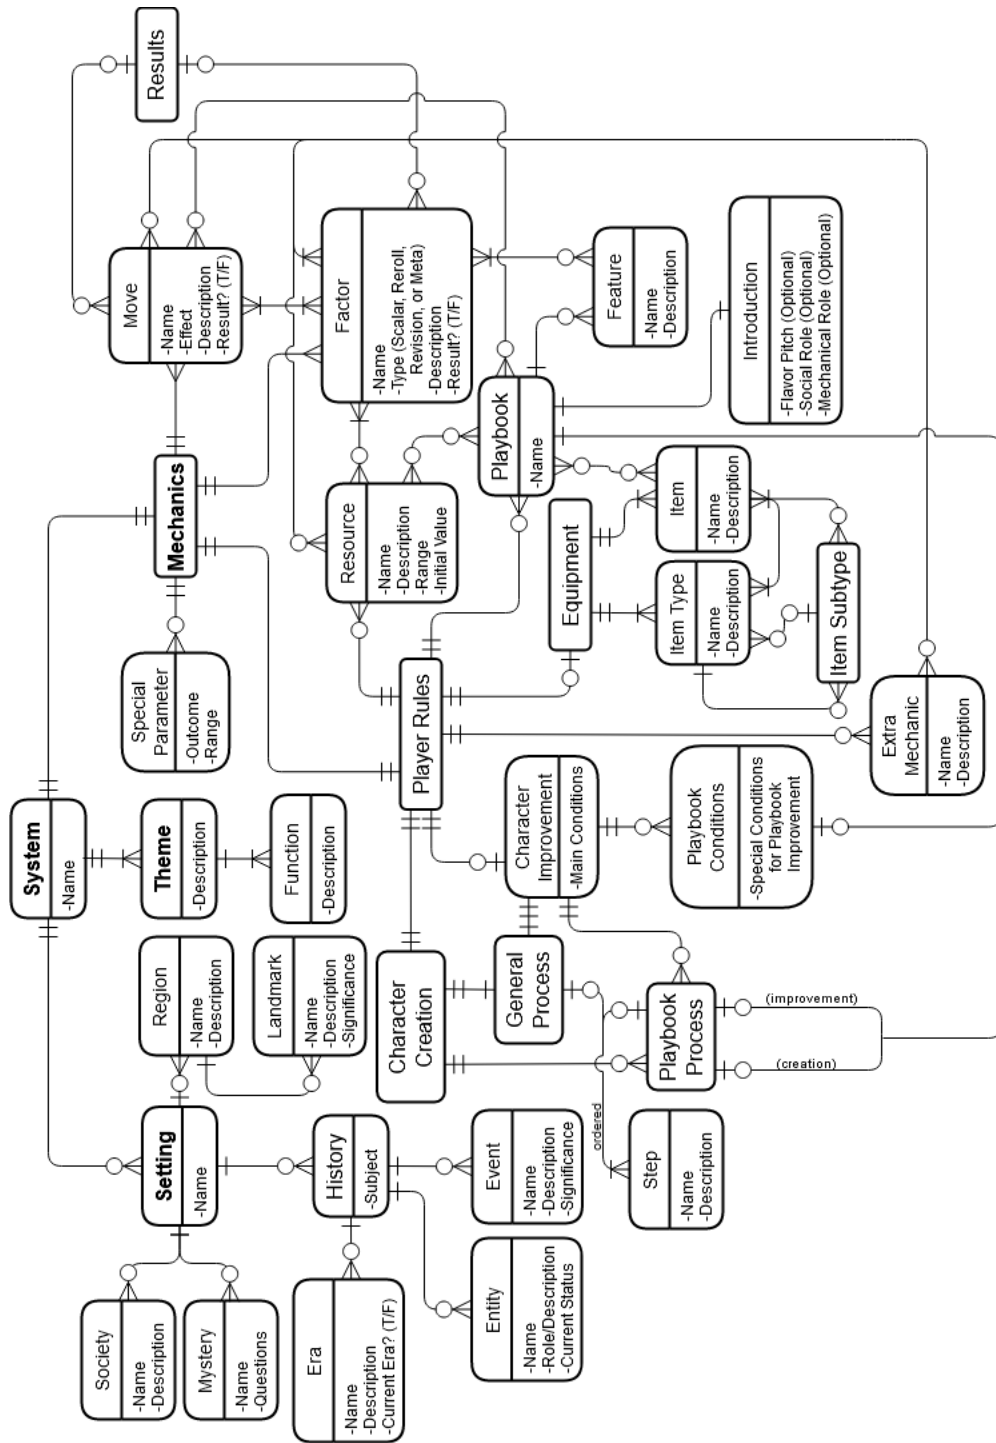 Society
-Name
-Description
Mystery
-Name
-Questions
Era
-Name
-Description
-Current Era? (T/F)
Entity
-Name
-Role/Description
-Current Status
Setting
-Name
History
-Subject
Event
-Name
-Description
-Significance
Step
-Name
-Description
ordered
Region
-Name
-Description
Landmark
-Name
-Description
-Significance
Character
Creation
General
Process
Playbook
Process
(creation)
(improvement)
System
-Name
Theme
-Description
Function
-Description
Special
Parameter
-Outcome
-Range
Player Rules
Character
Improvement
-Main Conditions
Playbook
Conditions
-Special Conditions
for Playbook
Improvement
Extra
Mechanic
-Name
-Description
Mechanics
Resource
-Name
-Description
-Range
-Initial Value
Equipment
Item Type
-Name
-Description
Item
-Name
-Description
Item Subtype
Move
-Name
-Effect
-Description
-Result? (T/F)
Factor
-Name
-Type (Scalar, Reroll,
Revision, or Meta)
-Description
-Result? (T/F)
Playbook
-Name
Feature
-Name
-Description
Introduction
-Flavor Pitch (Optional)
-Social Role (Optional)
-Mechanical Role (Optional)
Results